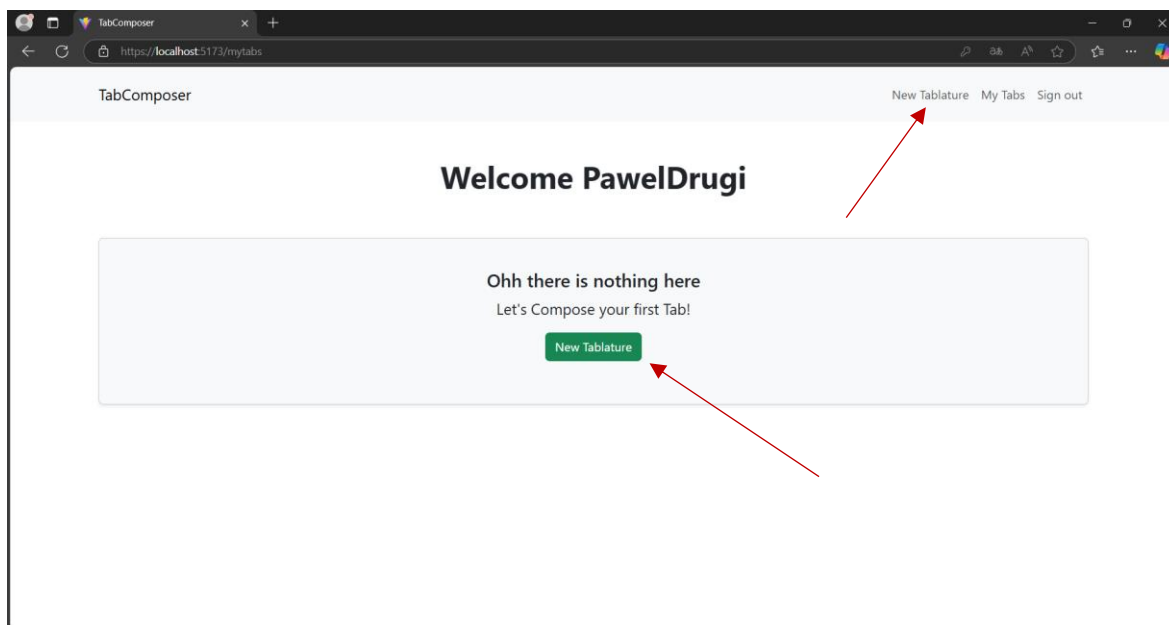 TabComposer
https://localhost:5173/mytabs
TabComposer New Tablature My Tabs Sign out
Welcome PawelDrugi
Ohh there is nothing here
Let's Compose your first Tab!
New Tablature